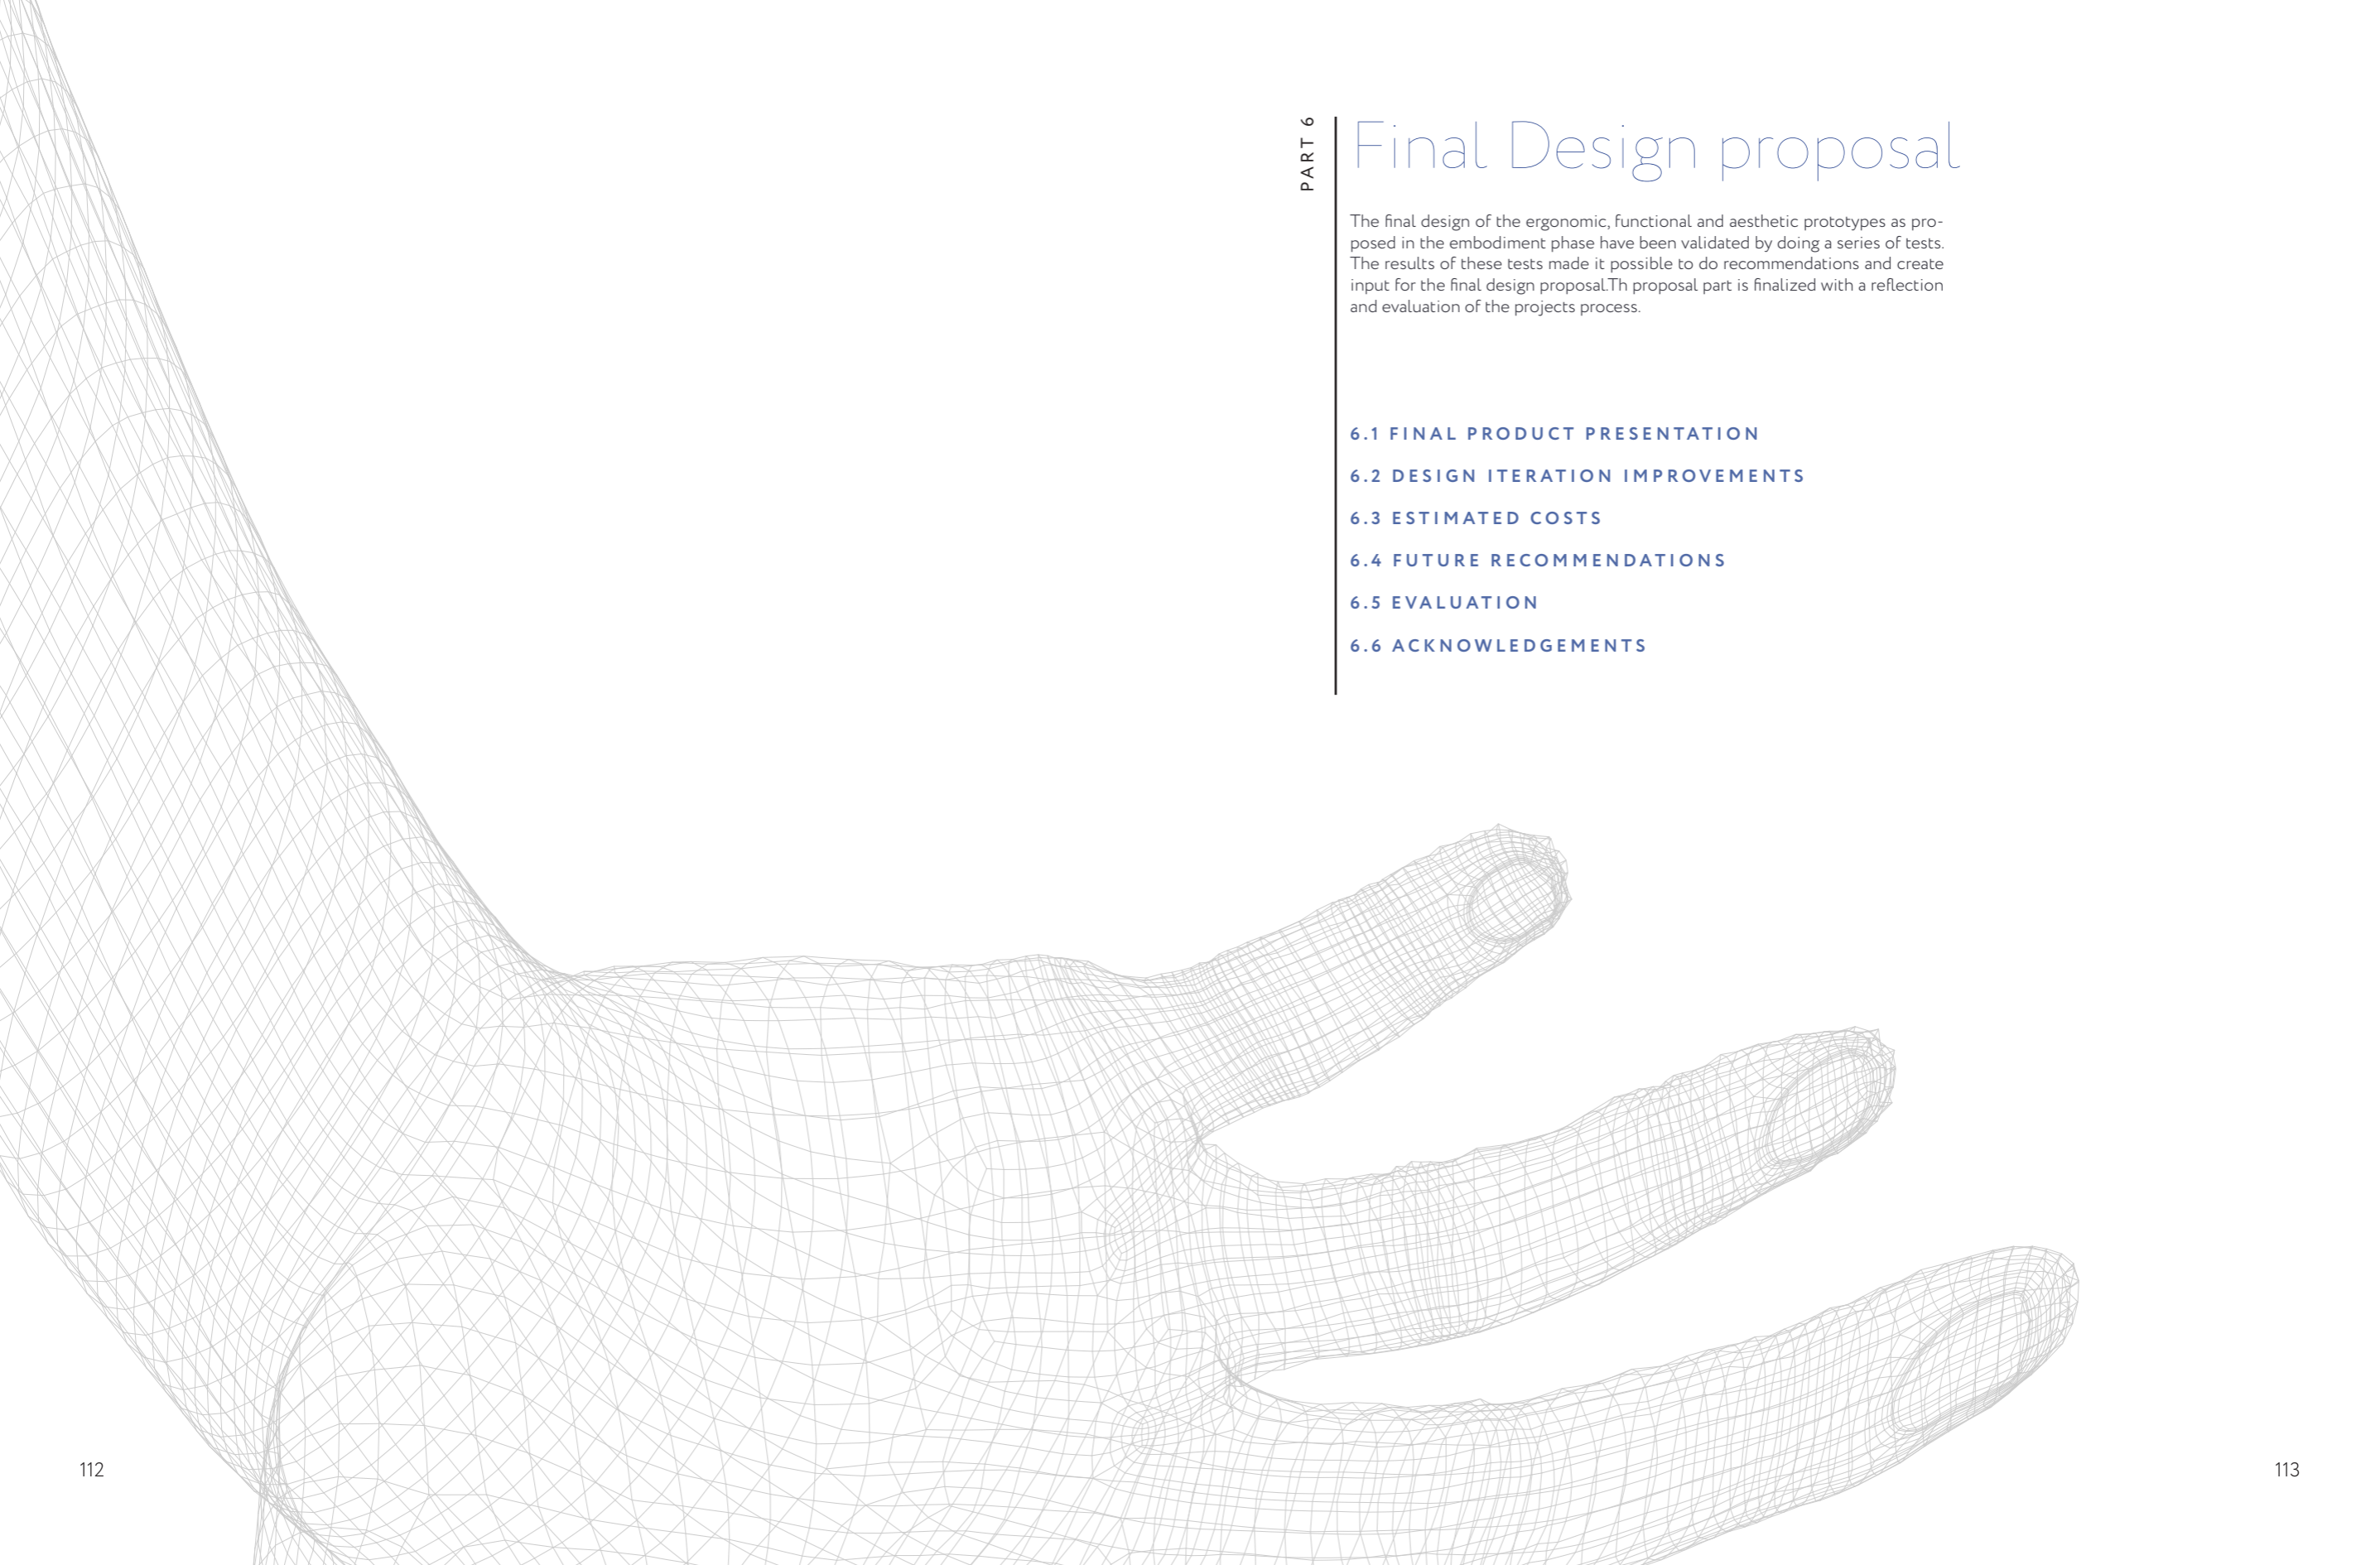 PART 6
Final Design proposal
The final design of the ergonomic, functional and aesthetic prototypes as pro-
posed in the embodiment phase have been validated by doing a series of tests.
The results of these tests made it possible to do recommendations and create
input for the final design proposal.Th proposal part is finalized with a reflection
and evaluation of the projects process.
6.1 FINAL PRODUCT PRESENTATION
6.2 DESIGN ITERATION IMPROVEMENTS
6.3 ESTIMATED COSTS
6.4 FUTURE RECOMMENDATIONS
6.5 EVALUATION
6.6 ACKNOWLEDGEMENTS
112
113